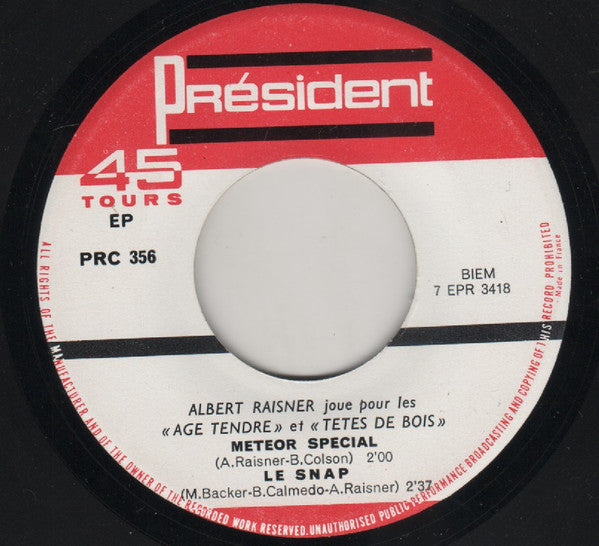 Président
45
TOURS
EP
PRC 356
BIEM
7 EPR 3418
ALBERT RAISNER joue pour les
«AGE TENDRE» et «TETES DE BOIS»
METEOR SPECIAL
(A.Raisner-B.Colson) 2'00
LE SNAP
(M.Backer-B.Calmedo-A.Raisner) 2'37
ALL RIGHTS OF THE MANUFACTURER AND OF THE OWNER OF THE RECORDED WORK RESERVED. UNAUTHORISED PUBLIC PERFORMANCE BROADCASTING AND COPYING OF THIS RECORD PROHIBITED
Made in France